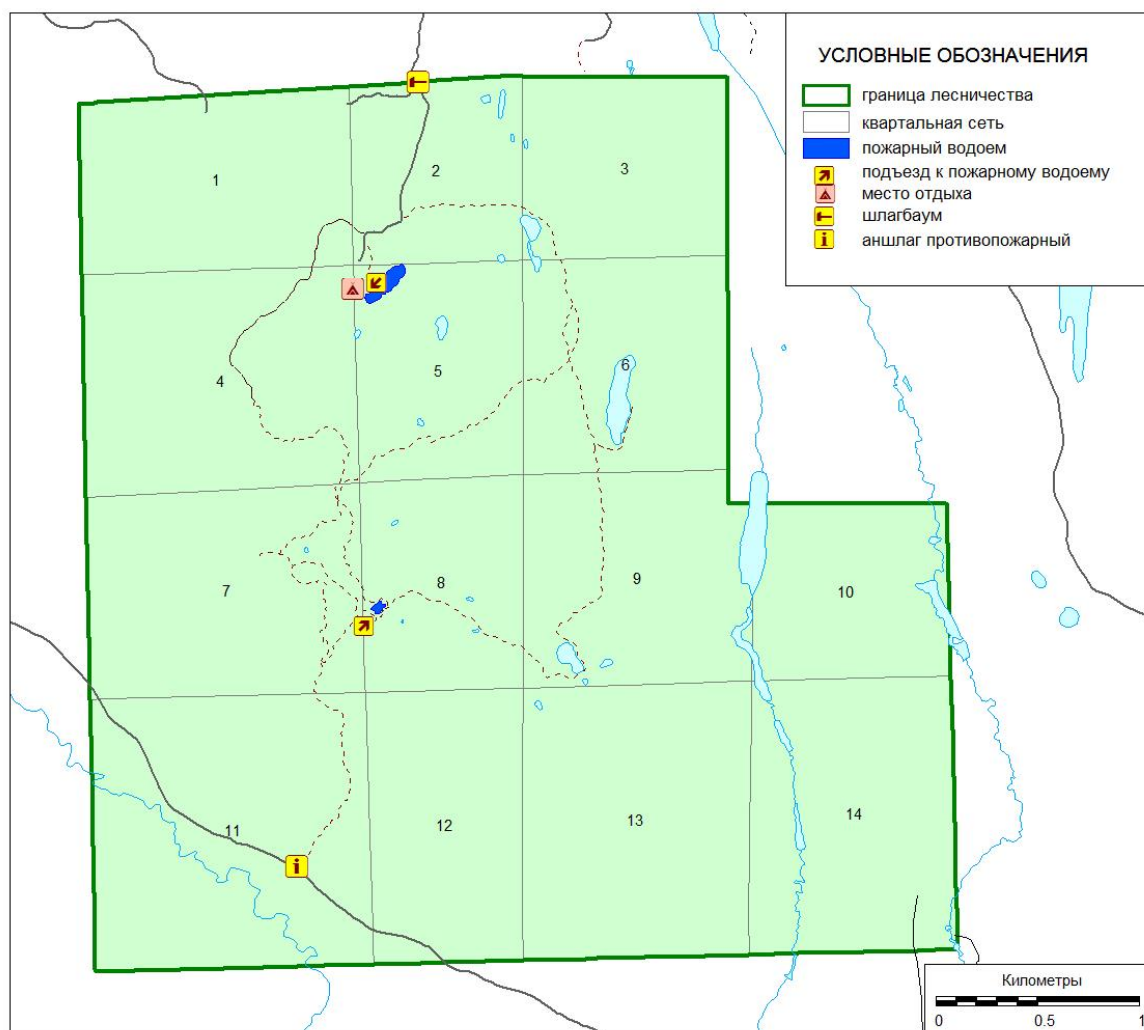 УСЛОВНЫЕ ОБОЗНАЧЕНИЯ
граница лесничества
квартальная сеть
пожарный водоем
подъезд к пожарному водоему
место отдыха
шлагбаум
i аншлаг противопожарный
1
2
3
4
5
6
7
8
9
10
11
12
13
14
i
Километры
0 0.5 1